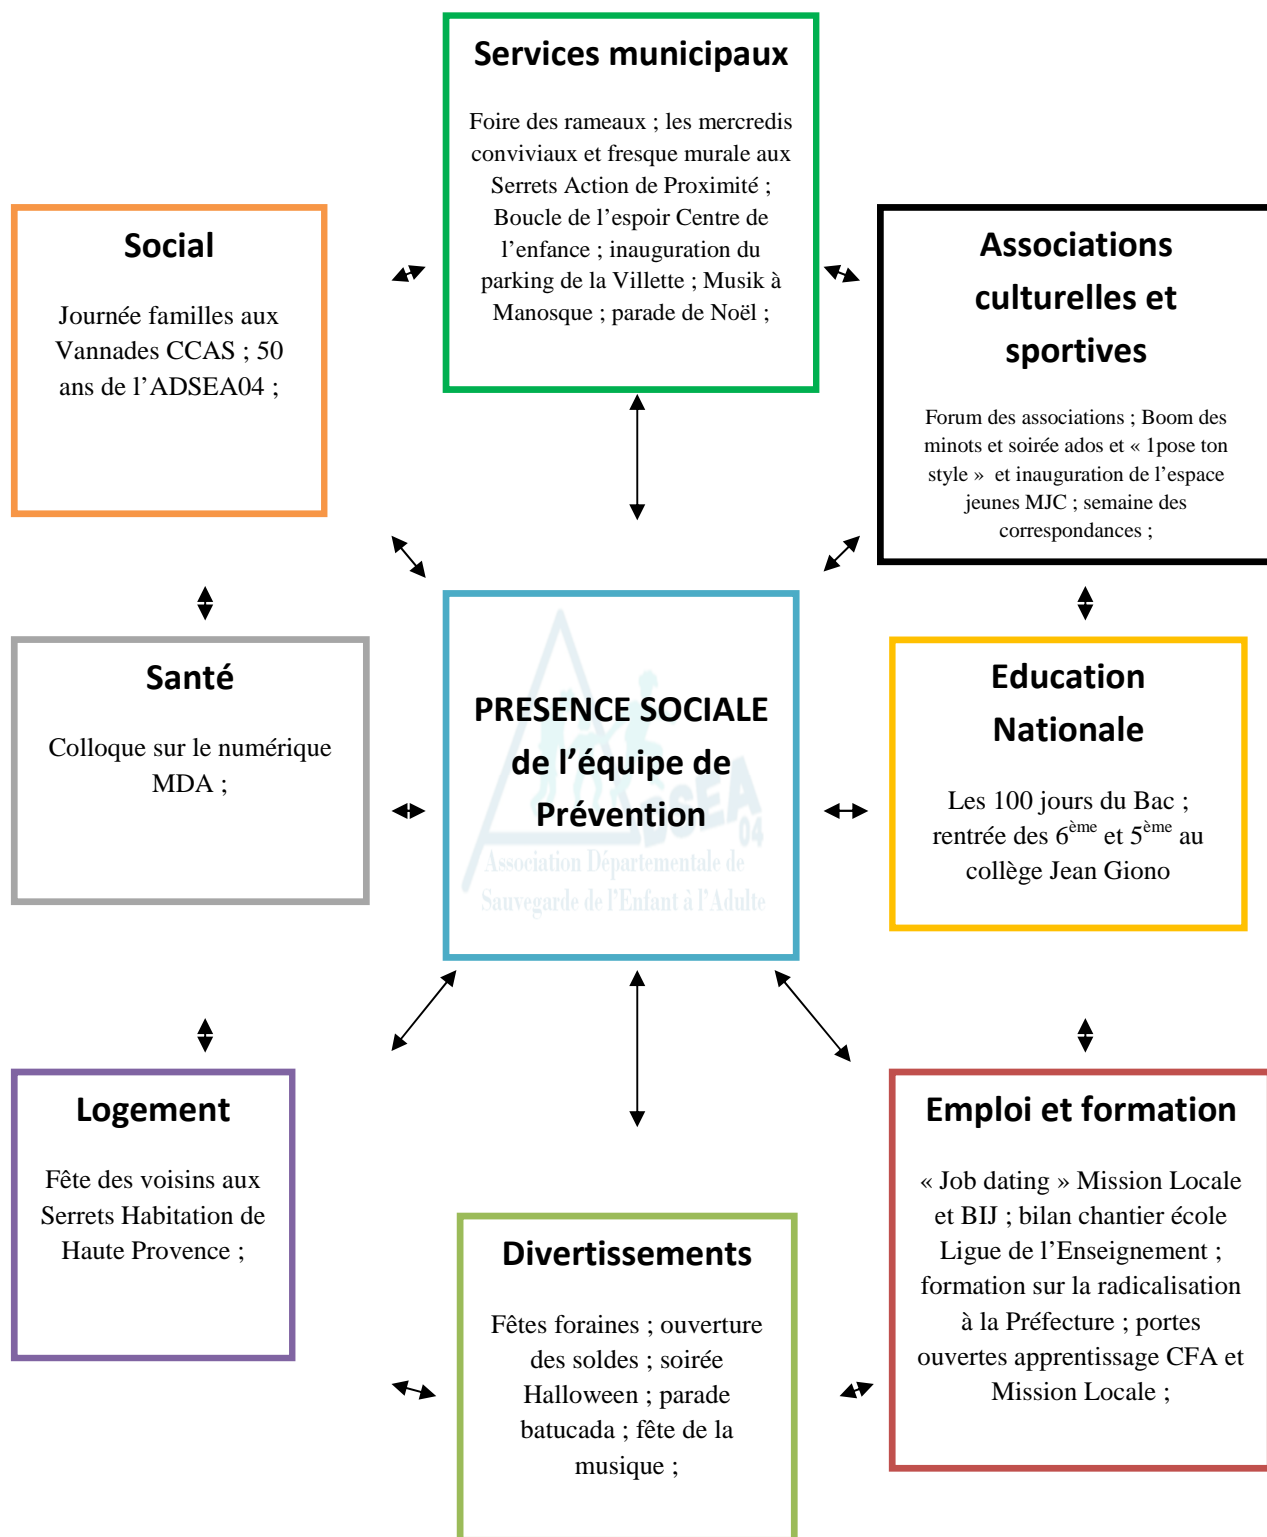 Services municipaux
Foire des rameaux ; les mercredis
conviviaux et fresque murale aux
Serrets Action de Proximité ;
Boucle de l’espoir Centre de
l’enfance ; inauguration du
parking de la Villette ; Musik à
Manosque ; parade de Noël ;
Social
Journée familles aux
Vannades CCAS ; 50
ans de l’ADSEA04 ;
Associations
culturelles et
sportives
Forum des associations ; Boom des
minots et soirée ados et « 1pose ton
style » et inauguration de l’espace
jeunes MJC ; semaine des
correspondances ;
Santé
Colloque sur le numérique
MDA ;
PRESENCE SOCIALE
de l’équipe de
Prévention
ADSEA
04
Association Départementale de
Sauvegarde de l’Enfant à l’Adulte
Education
Nationale
Les 100 jours du Bac ;
rentrée des 6ème et 5ème au
collège Jean Giono
Logement
Fête des voisins aux
Serrets Habitation de
Haute Provence ;
Divertissements
Fêtes foraines ; ouverture
des soldes ; soirée
Halloween ; parade
batucada ; fête de la
musique ;
Emploi et formation
« Job dating » Mission Locale
et BIJ ; bilan chantier école
Ligue de l’Enseignement ;
formation sur la radicalisation
à la Préfecture ; portes
ouvertes apprentissage CFA et
Mission Locale ;